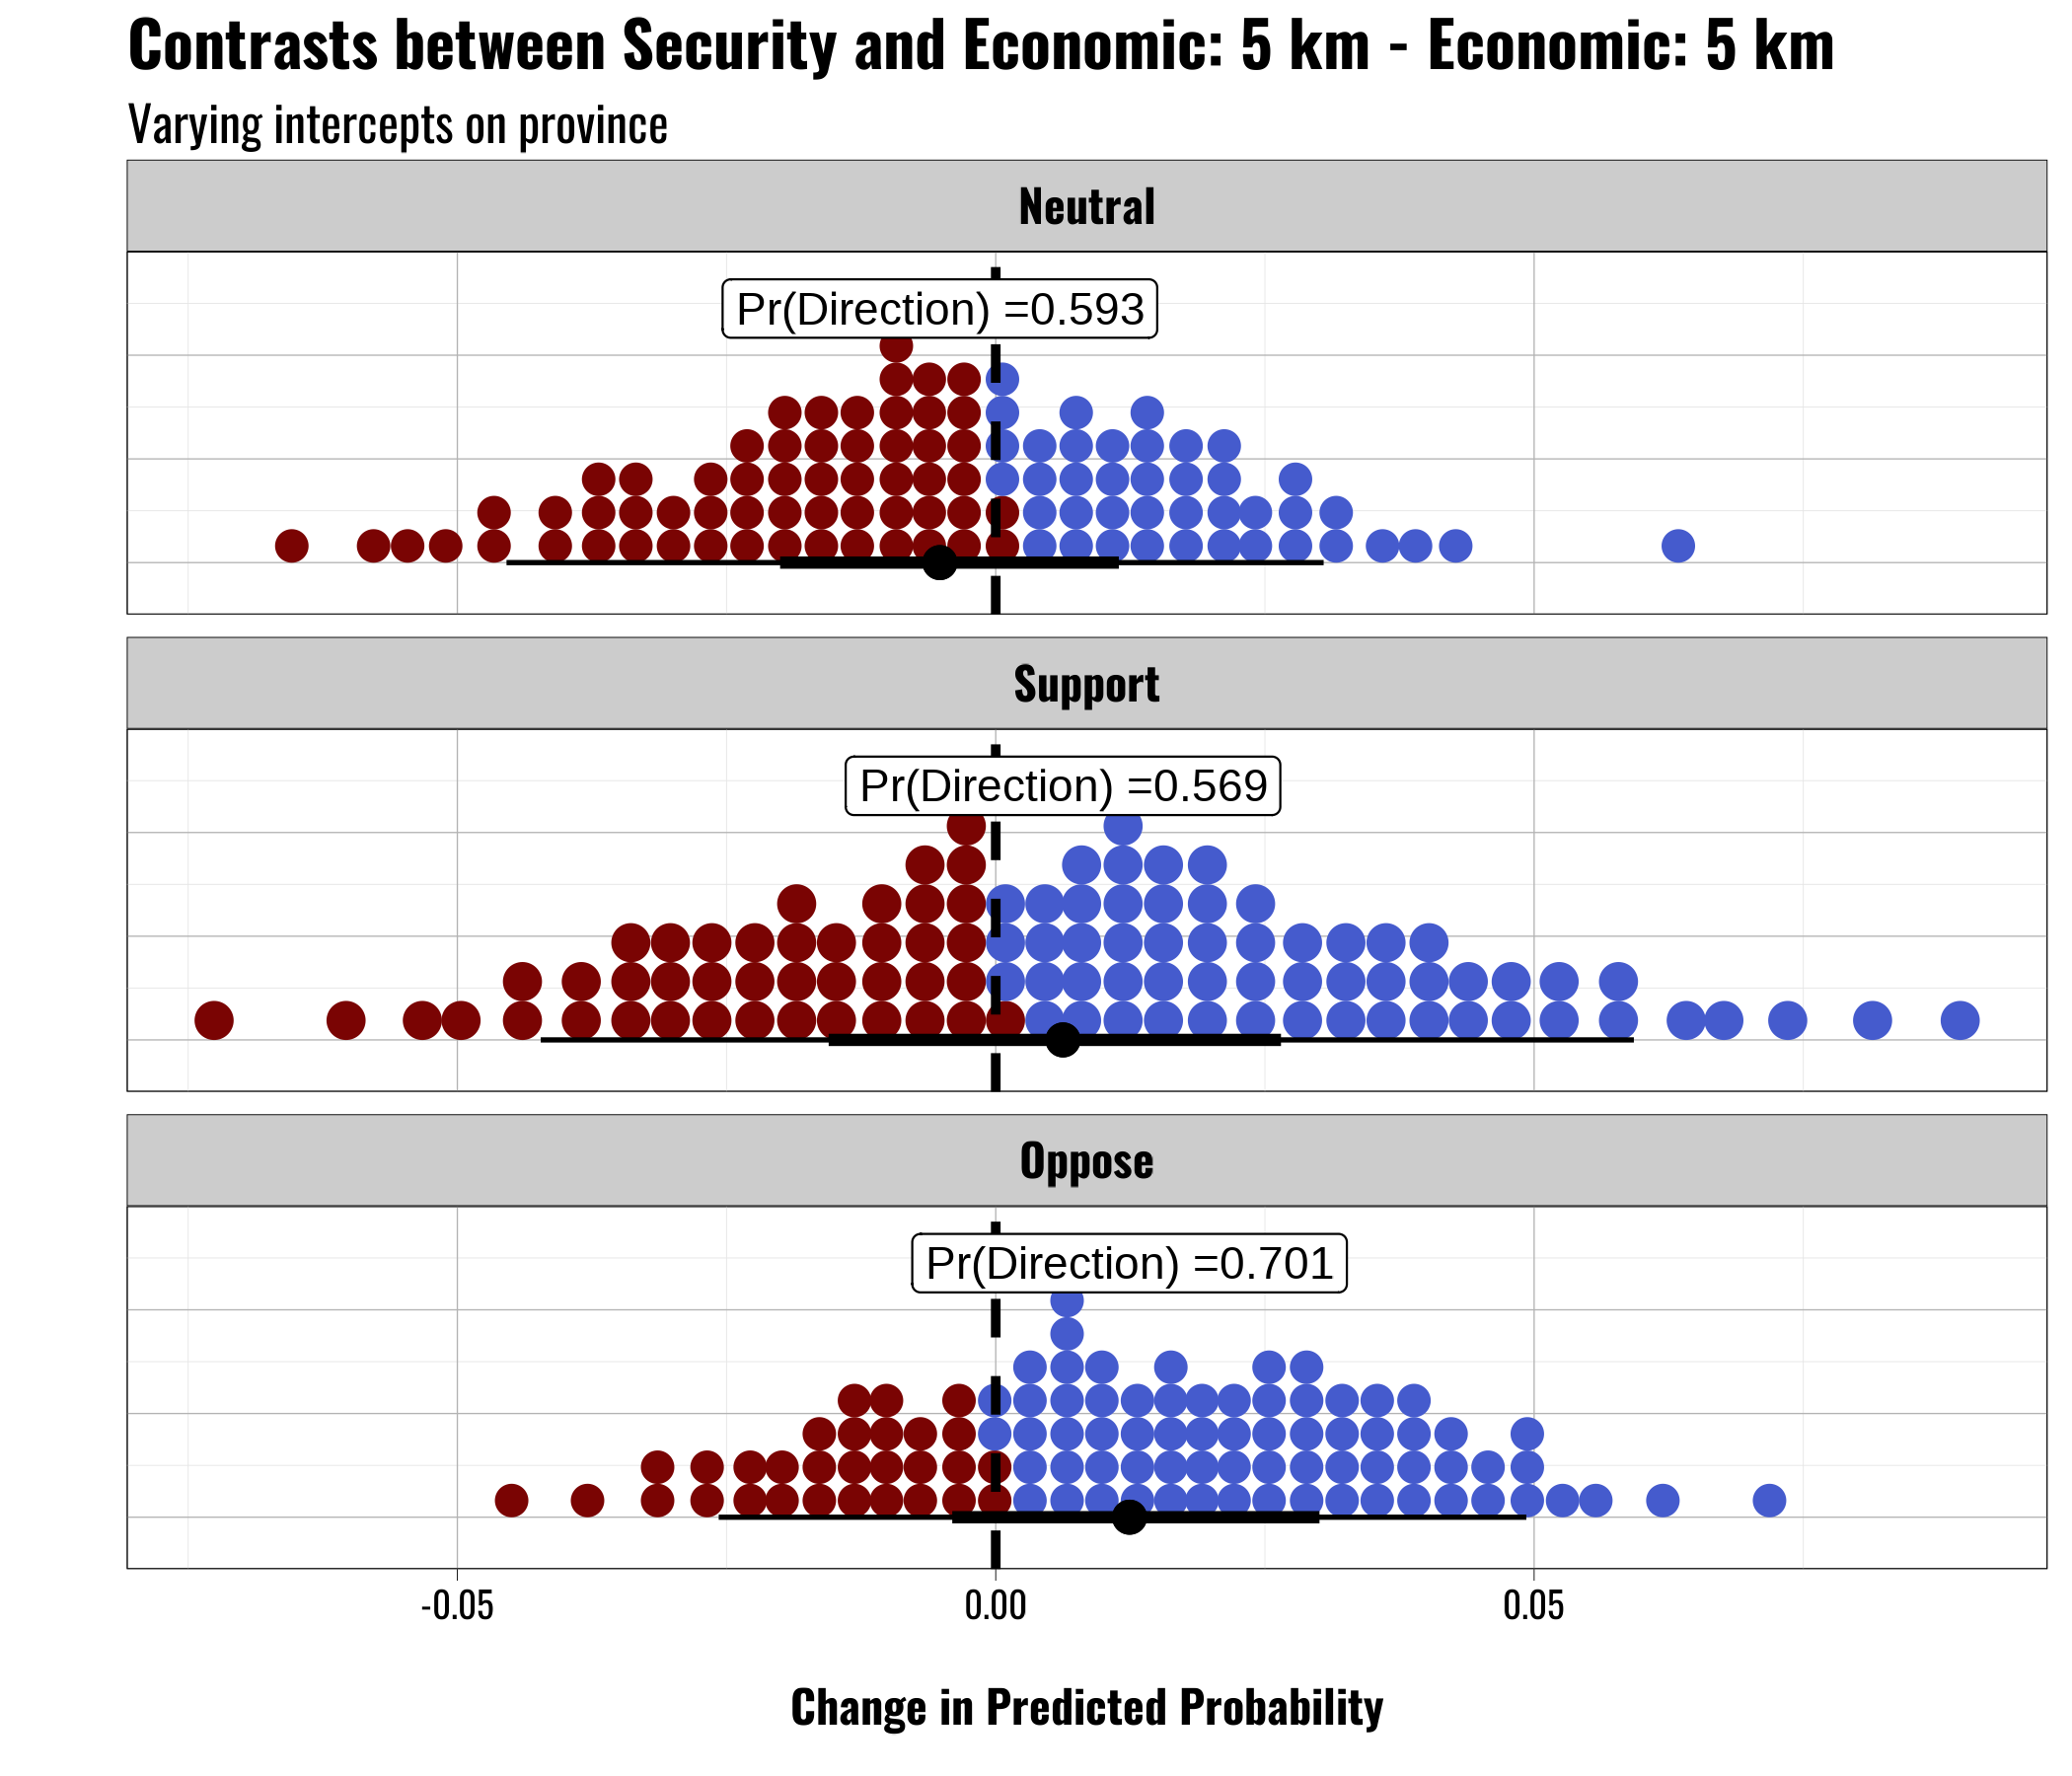 Contrasts between Security and Economic: 5 km - Economic: 5 km
Varying intercepts on province
Neutral
Pr(Direction) =0.593
Support
Pr(Direction) =0.569
Oppose
Pr(Direction) =0.701
-0.05 0.00 0.05
Change in Predicted Probability